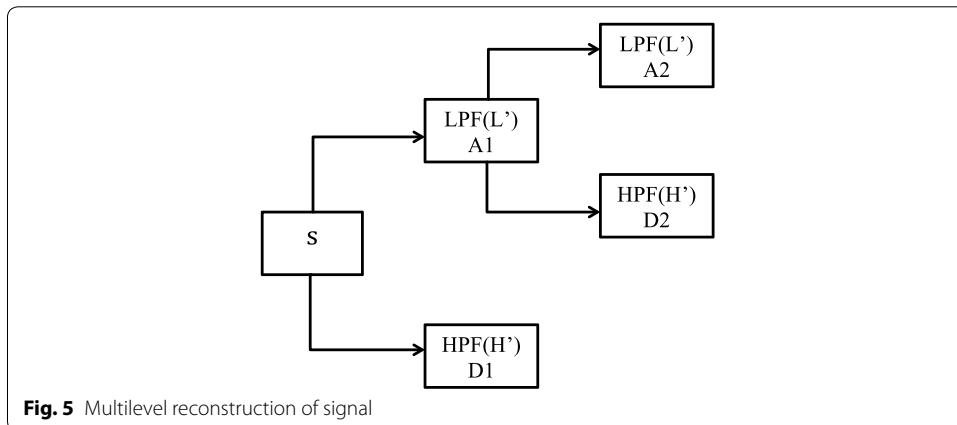 LPF(L’)
A2
LPF(L’)
A1
HPF(H’)
D2
S
HPF(H’)
D1
Fig. 5 Multilevel reconstruction of signal